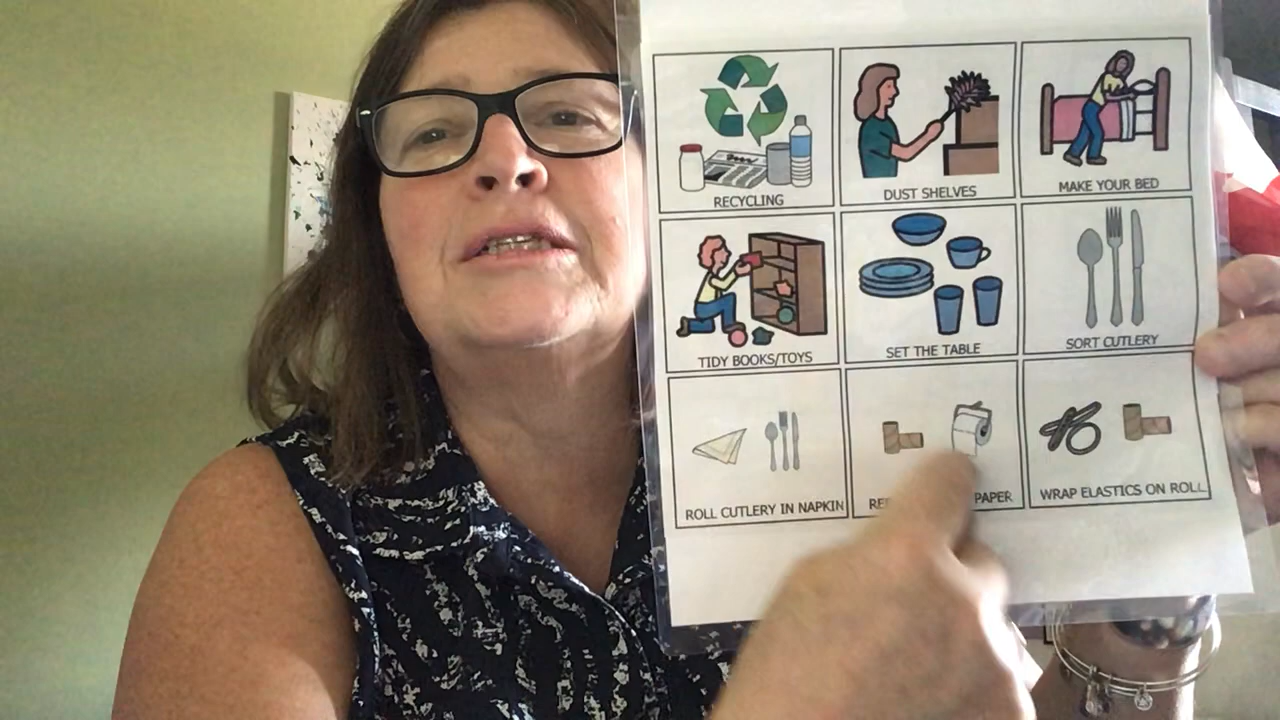 RECYCLING
DUST SHELVES
MAKE YOUR BED
TIDY BOOKS/TOYS
SET THE TABLE
SORT CUTLERY
ROLL CUTLERY IN NAPKIN
PAPER
WRAP ELASTICS ON ROLL